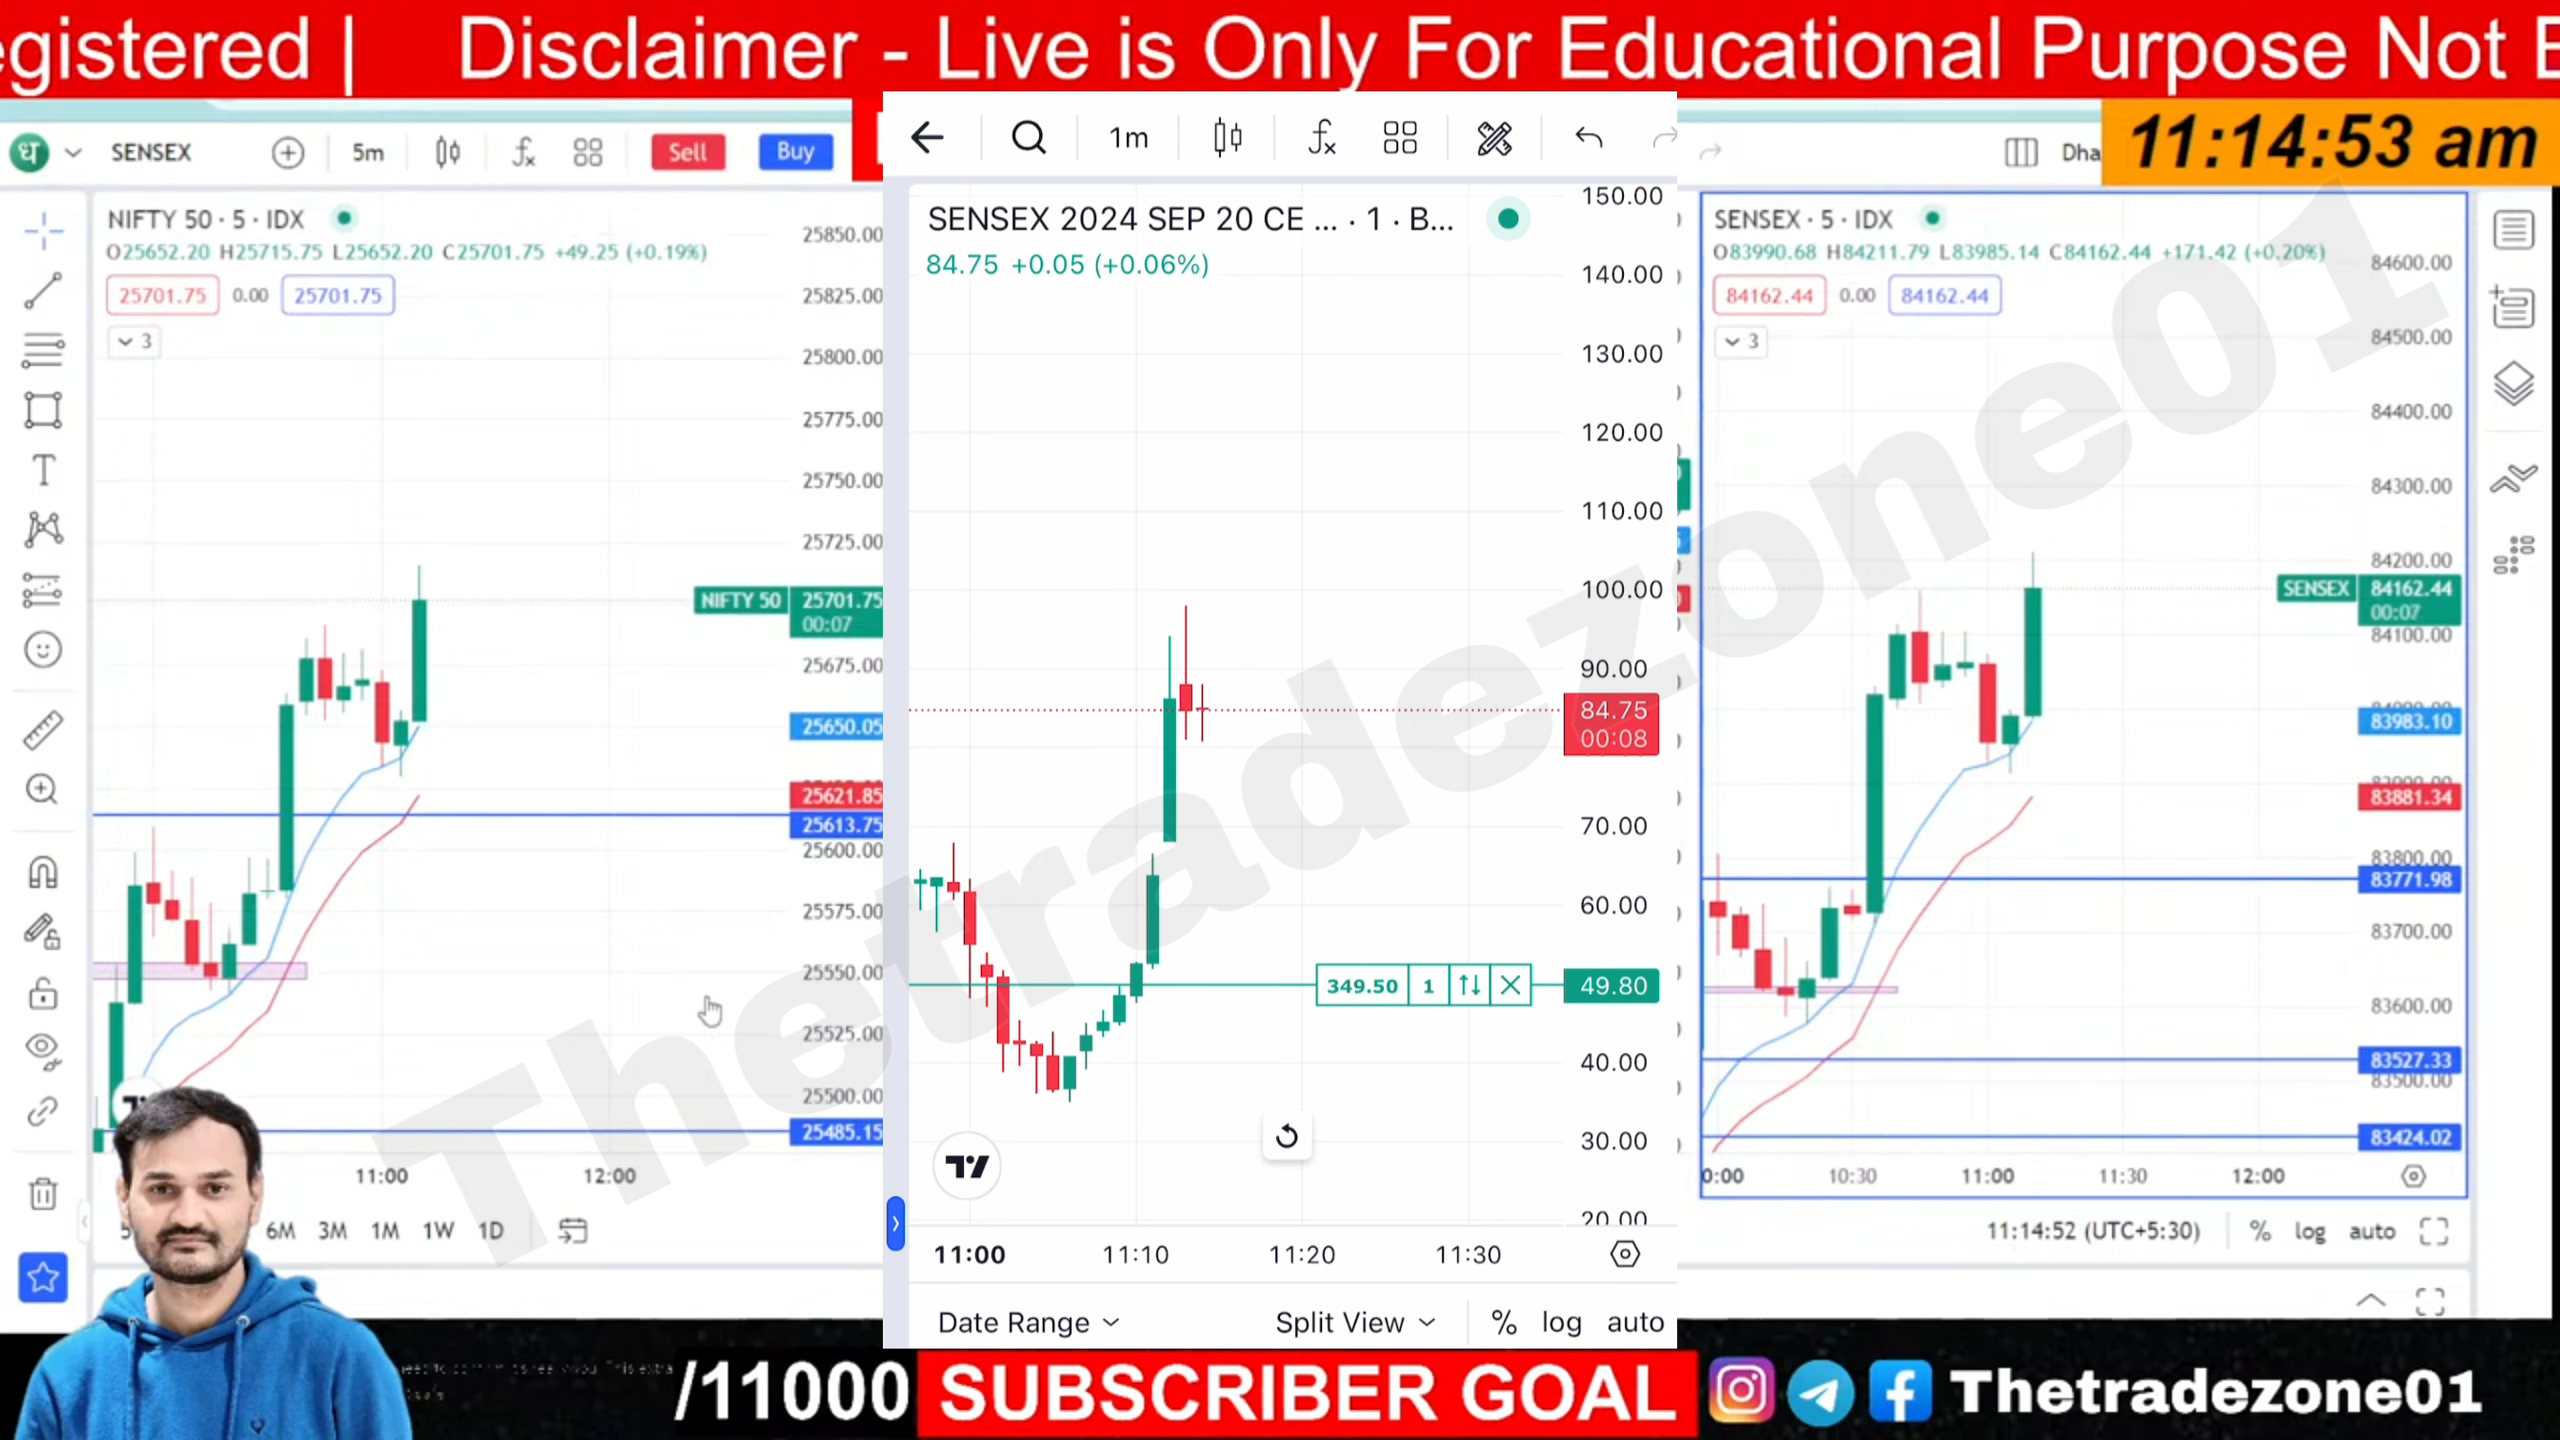 egistered | Disclaimer - Live is Only For Educational Purpose Not
11:14:53 am
SENSEX 5m Sell Buy
1m
Dha
NIFTY 50 · 5 · IDX
O25652.20 H25715.75 L25652.20 C25701.75 +49.25 (+0.19%)
25701.75 0.00 25701.75
3
25850.00
25825.00
25800.00
25775.00
25750.00
25725.00
NIFTY 50 25701.75
00:07
25675.00
25650.05
25621.85
25613.75
25600.00
25575.00
25550.00
25525.00
25500.00
25485.15
11:00 12:00
6M 3M 1M 1W 1D
SENSEX 2024 SEP 20 CE ... · 1 · B...
84.75 +0.05 (+0.06%)
150.00
140.00
130.00
120.00
110.00
100.00
90.00
84.75
00:08
70.00
60.00
349.50 1 49.80
40.00
30.00
20.00
11:00 11:10 11:20 11:30
Date Range Split View % log auto
SENSEX · 5 · IDX
O83990.68 H84211.79 L83985.14 C84162.44 +171.42 (+0.20%)
84162.44 0.00 84162.44
3
84600.00
84500.00
84400.00
84300.00
84200.00
SENSEX 84162.44
00:07
84100.00
83983.10
83881.34
83800.00
83771.98
83700.00
83600.00
83527.33
83500.00
83424.02
0:00 10:30 11:00 11:30 12:00
11:14:52 (UTC+5:30) % log auto
Thetradezone01
/11000 SUBSCRIBER GOAL Thetradezone01